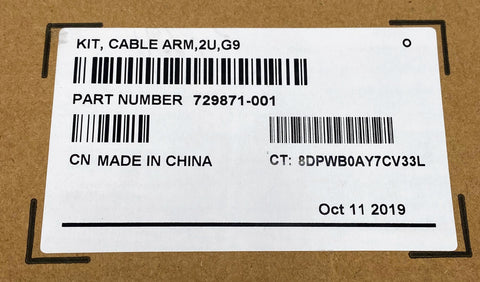 KIT, CABLE ARM,2U,G9
O
PART NUMBER 729871-001
CN MADE IN CHINA
CT: 8DPWB0AY7CV33L
Oct 11 2019